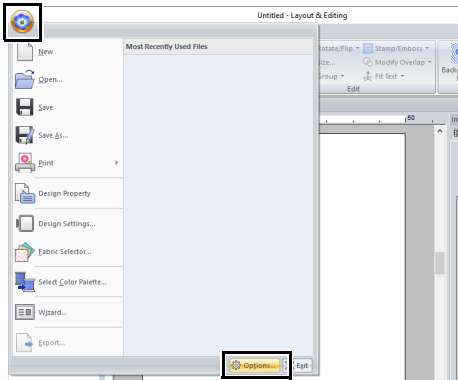 Untitled - Layout & Editing
Most Recently Used Files
New
Open...
Save
Save As...
Print
Design Property
Design Settings...
Fabric Selector...
Select Color Palette...
Wizard...
Export...
Options...
Exit
Rotate/Flip
Stamp/Emboss
Modify Overlap
Fit Text
Edit
50